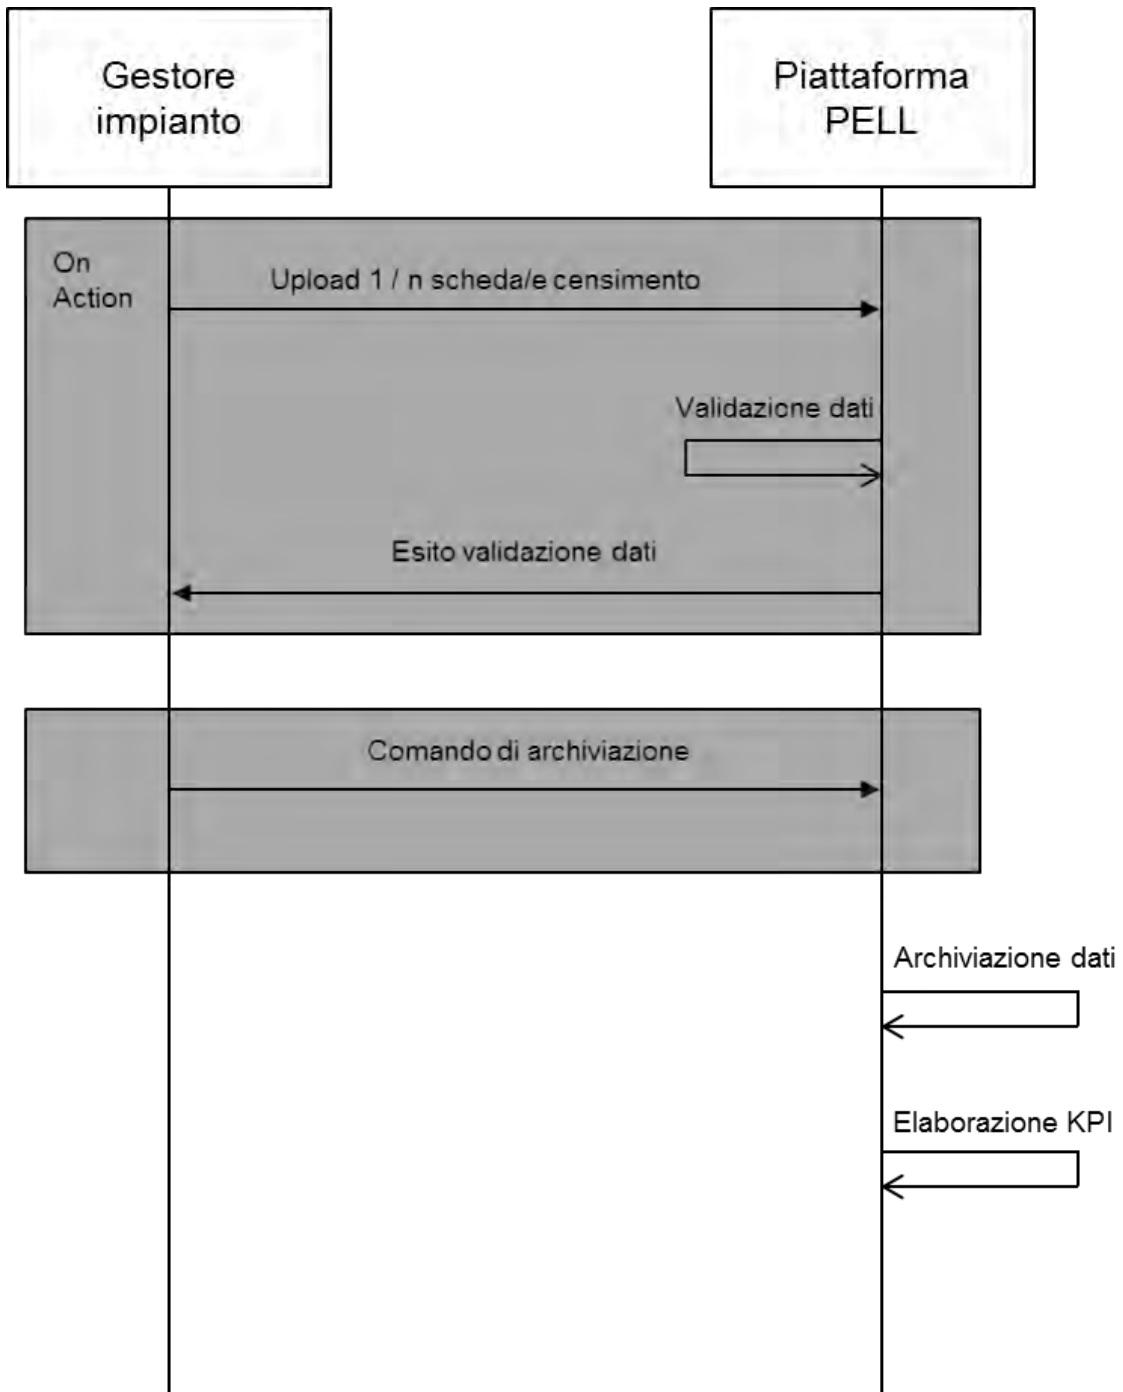 Gestore
impianto
Piattaforma
PELL
On
Action
Upload 1 / n scheda/e censimento
Validazione dati
Esito validazione dati
Comando di archiviazione
Archiviazione dati
Elaborazione KPI